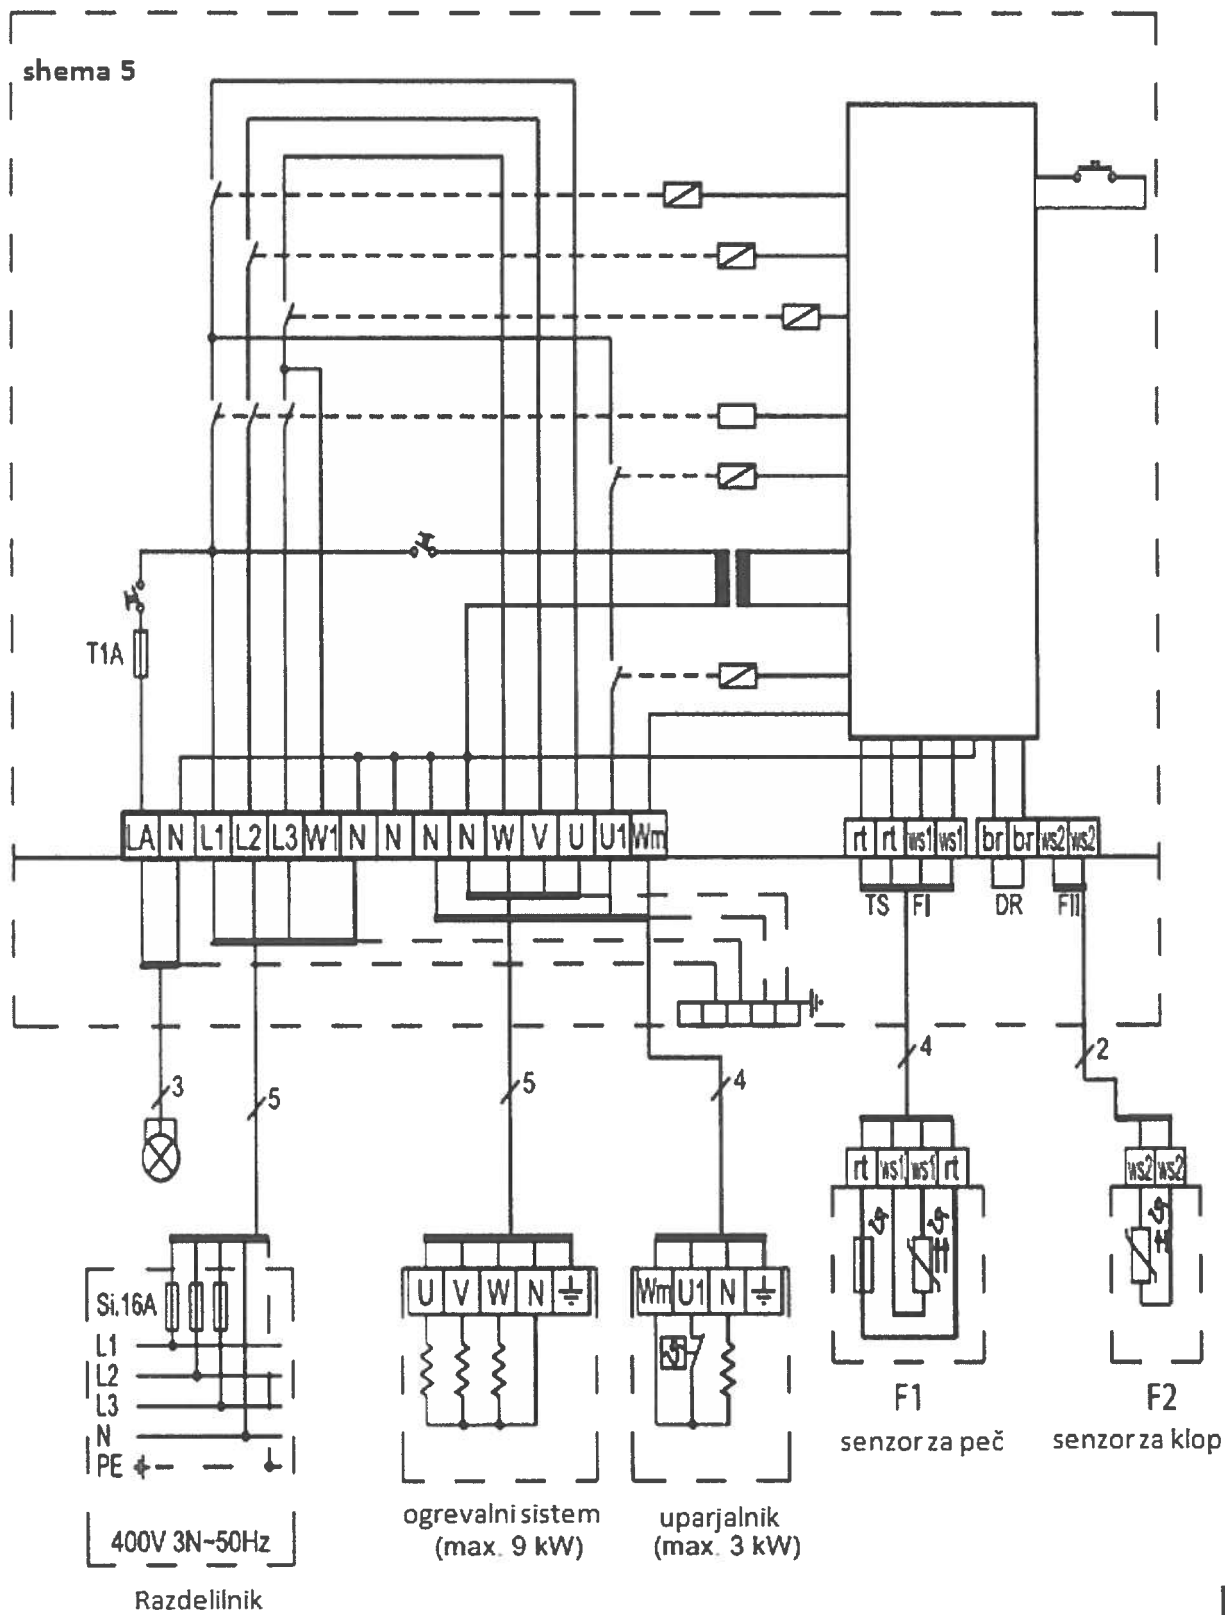 shema 5
T1A
LA N L1 L2 L3 W1 N N N N W V U U1 Wm
rt rt ws1 ws1 br br ws2 ws2
TS FI DR FII
3
5
5
4
4
2
rt ws1 ws1 rt
ws2 ws2
ϑ
ϑ
ϑ
Si.16A
L1
L2
L3
N
PE
400V 3N~50Hz
Razdelilnik
U V W N
ogrevalni sistem
(max. 9 kW)
Wm U1 N
ϑ
uparjalnik
(max. 3 kW)
F1
senzor za peč
F2
senzor za klop